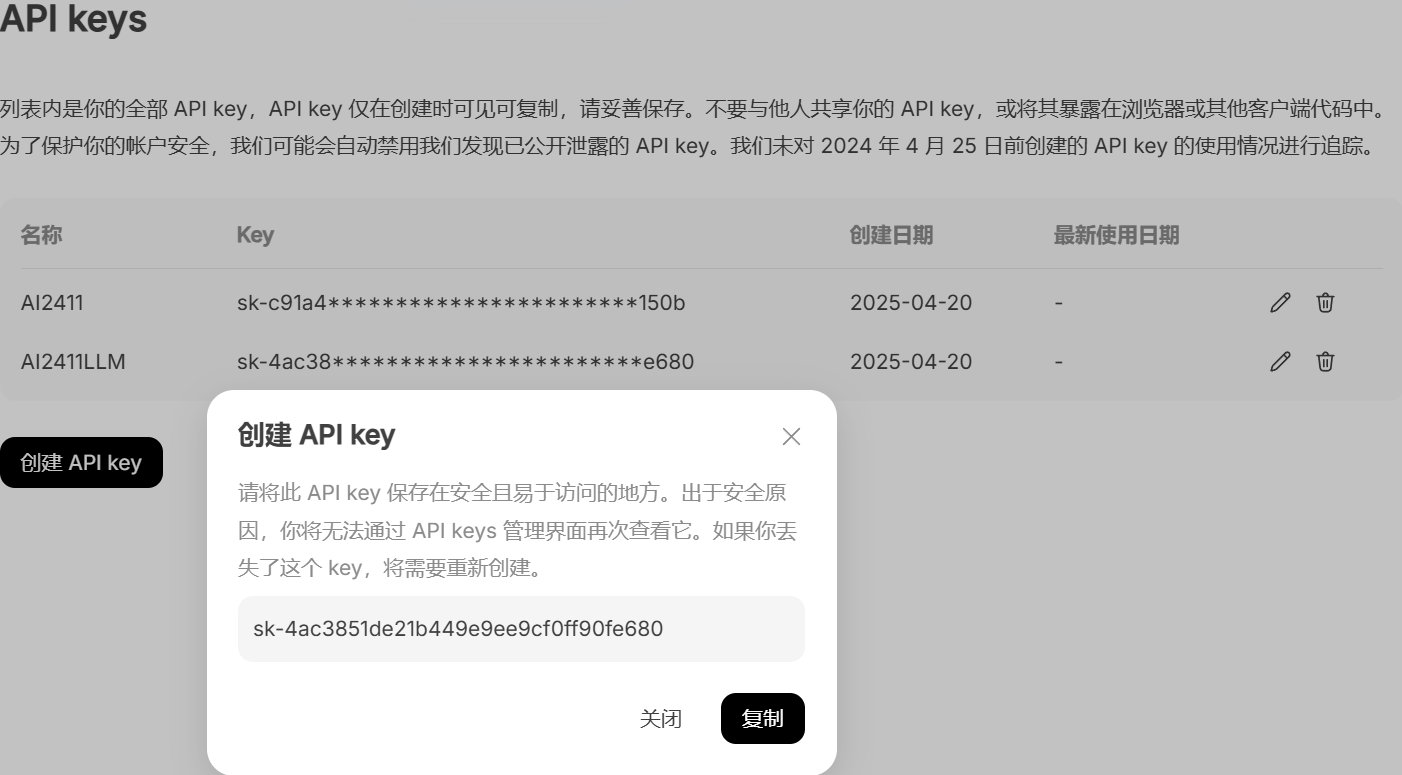 API keys
列表内是你的全部 API key，API key 仅在创建时可见可复制，请妥善保存。不要与他人共享你的 API key，或将其暴露在浏览器或其他客户端代码中。
为了保护你的帐户安全，我们可能会自动禁用我们发现已公开泄露的 API key。我们未对 2024 年 4 月 25 日前创建的 API key 的使用情况进行追踪。
名称 Key 创建日期 最新使用日期
AI2411 sk-c91a4***********************150b 2025-04-20 -
AI2411LLM sk-4ac38***********************e680 2025-04-20 -
创建 API key
创建 API key
请将此 API key 保存在安全且易于访问的地方。出于安全原
因，你将无法通过 API keys 管理界面再次查看它。如果你丢
失了这个 key，将需要重新创建。
sk-4ac3851de21b449e9ee9cf0ff90fe680
关闭 复制